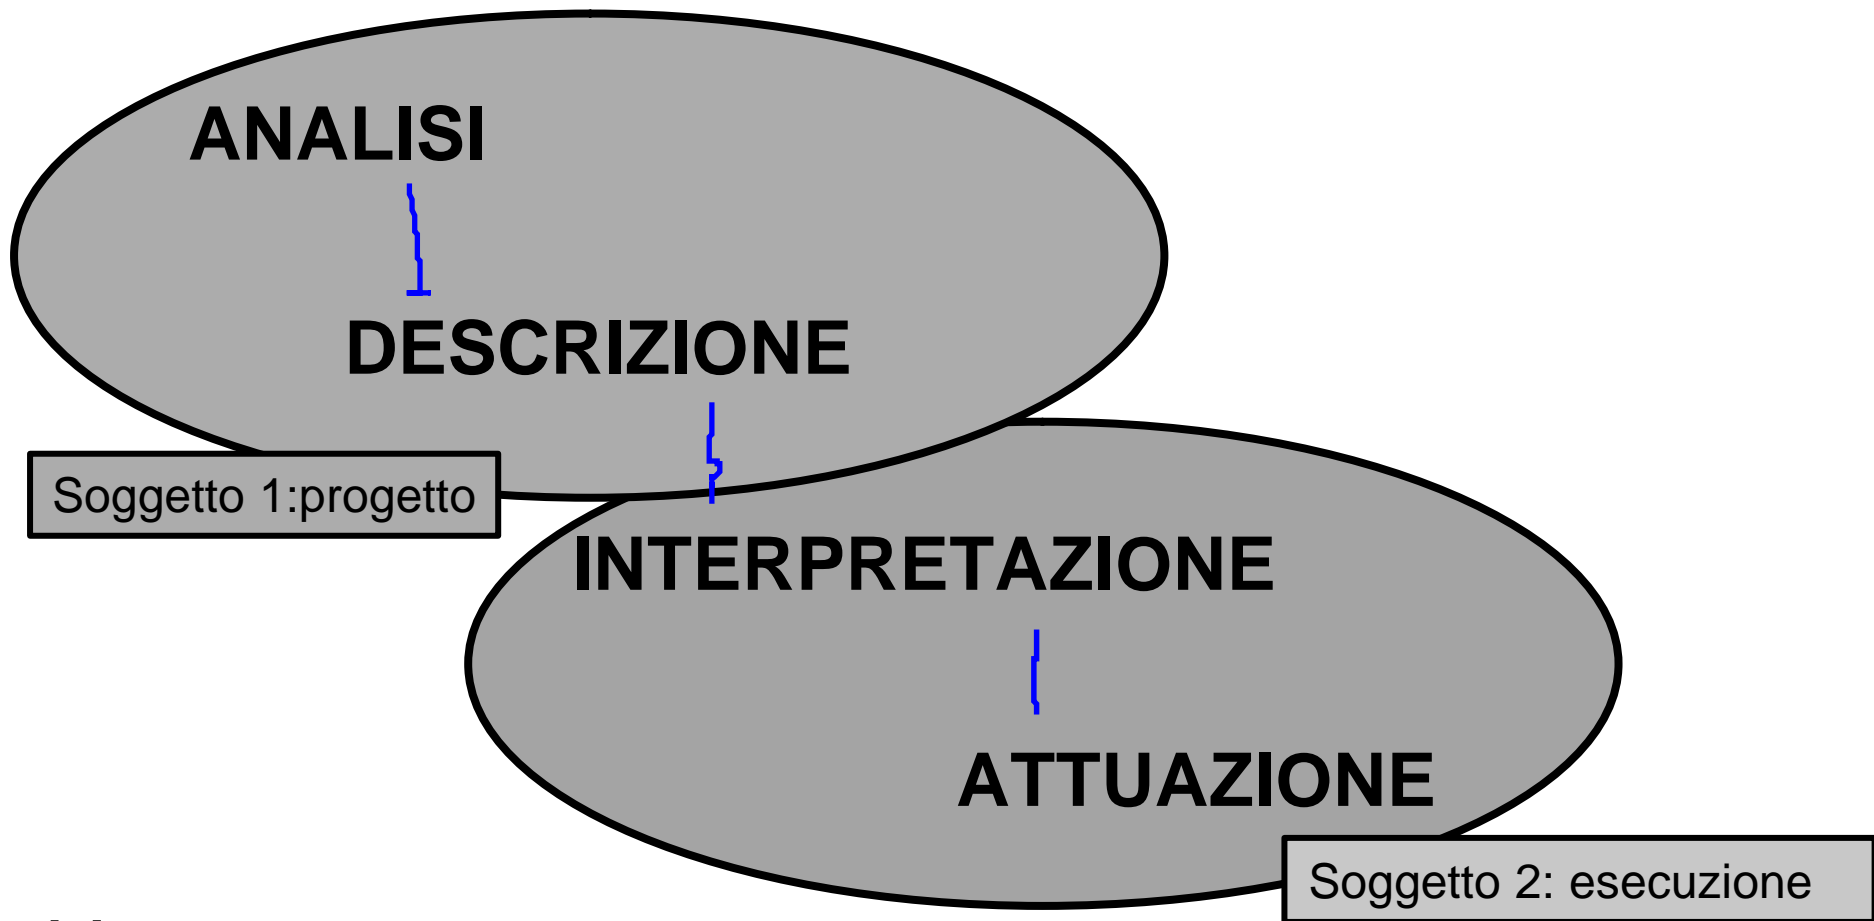 ANALISI
DESCRIZIONE
Soggetto 1:progetto
INTERPRETAZIONE
ATTUAZIONE
Soggetto 2: esecuzione